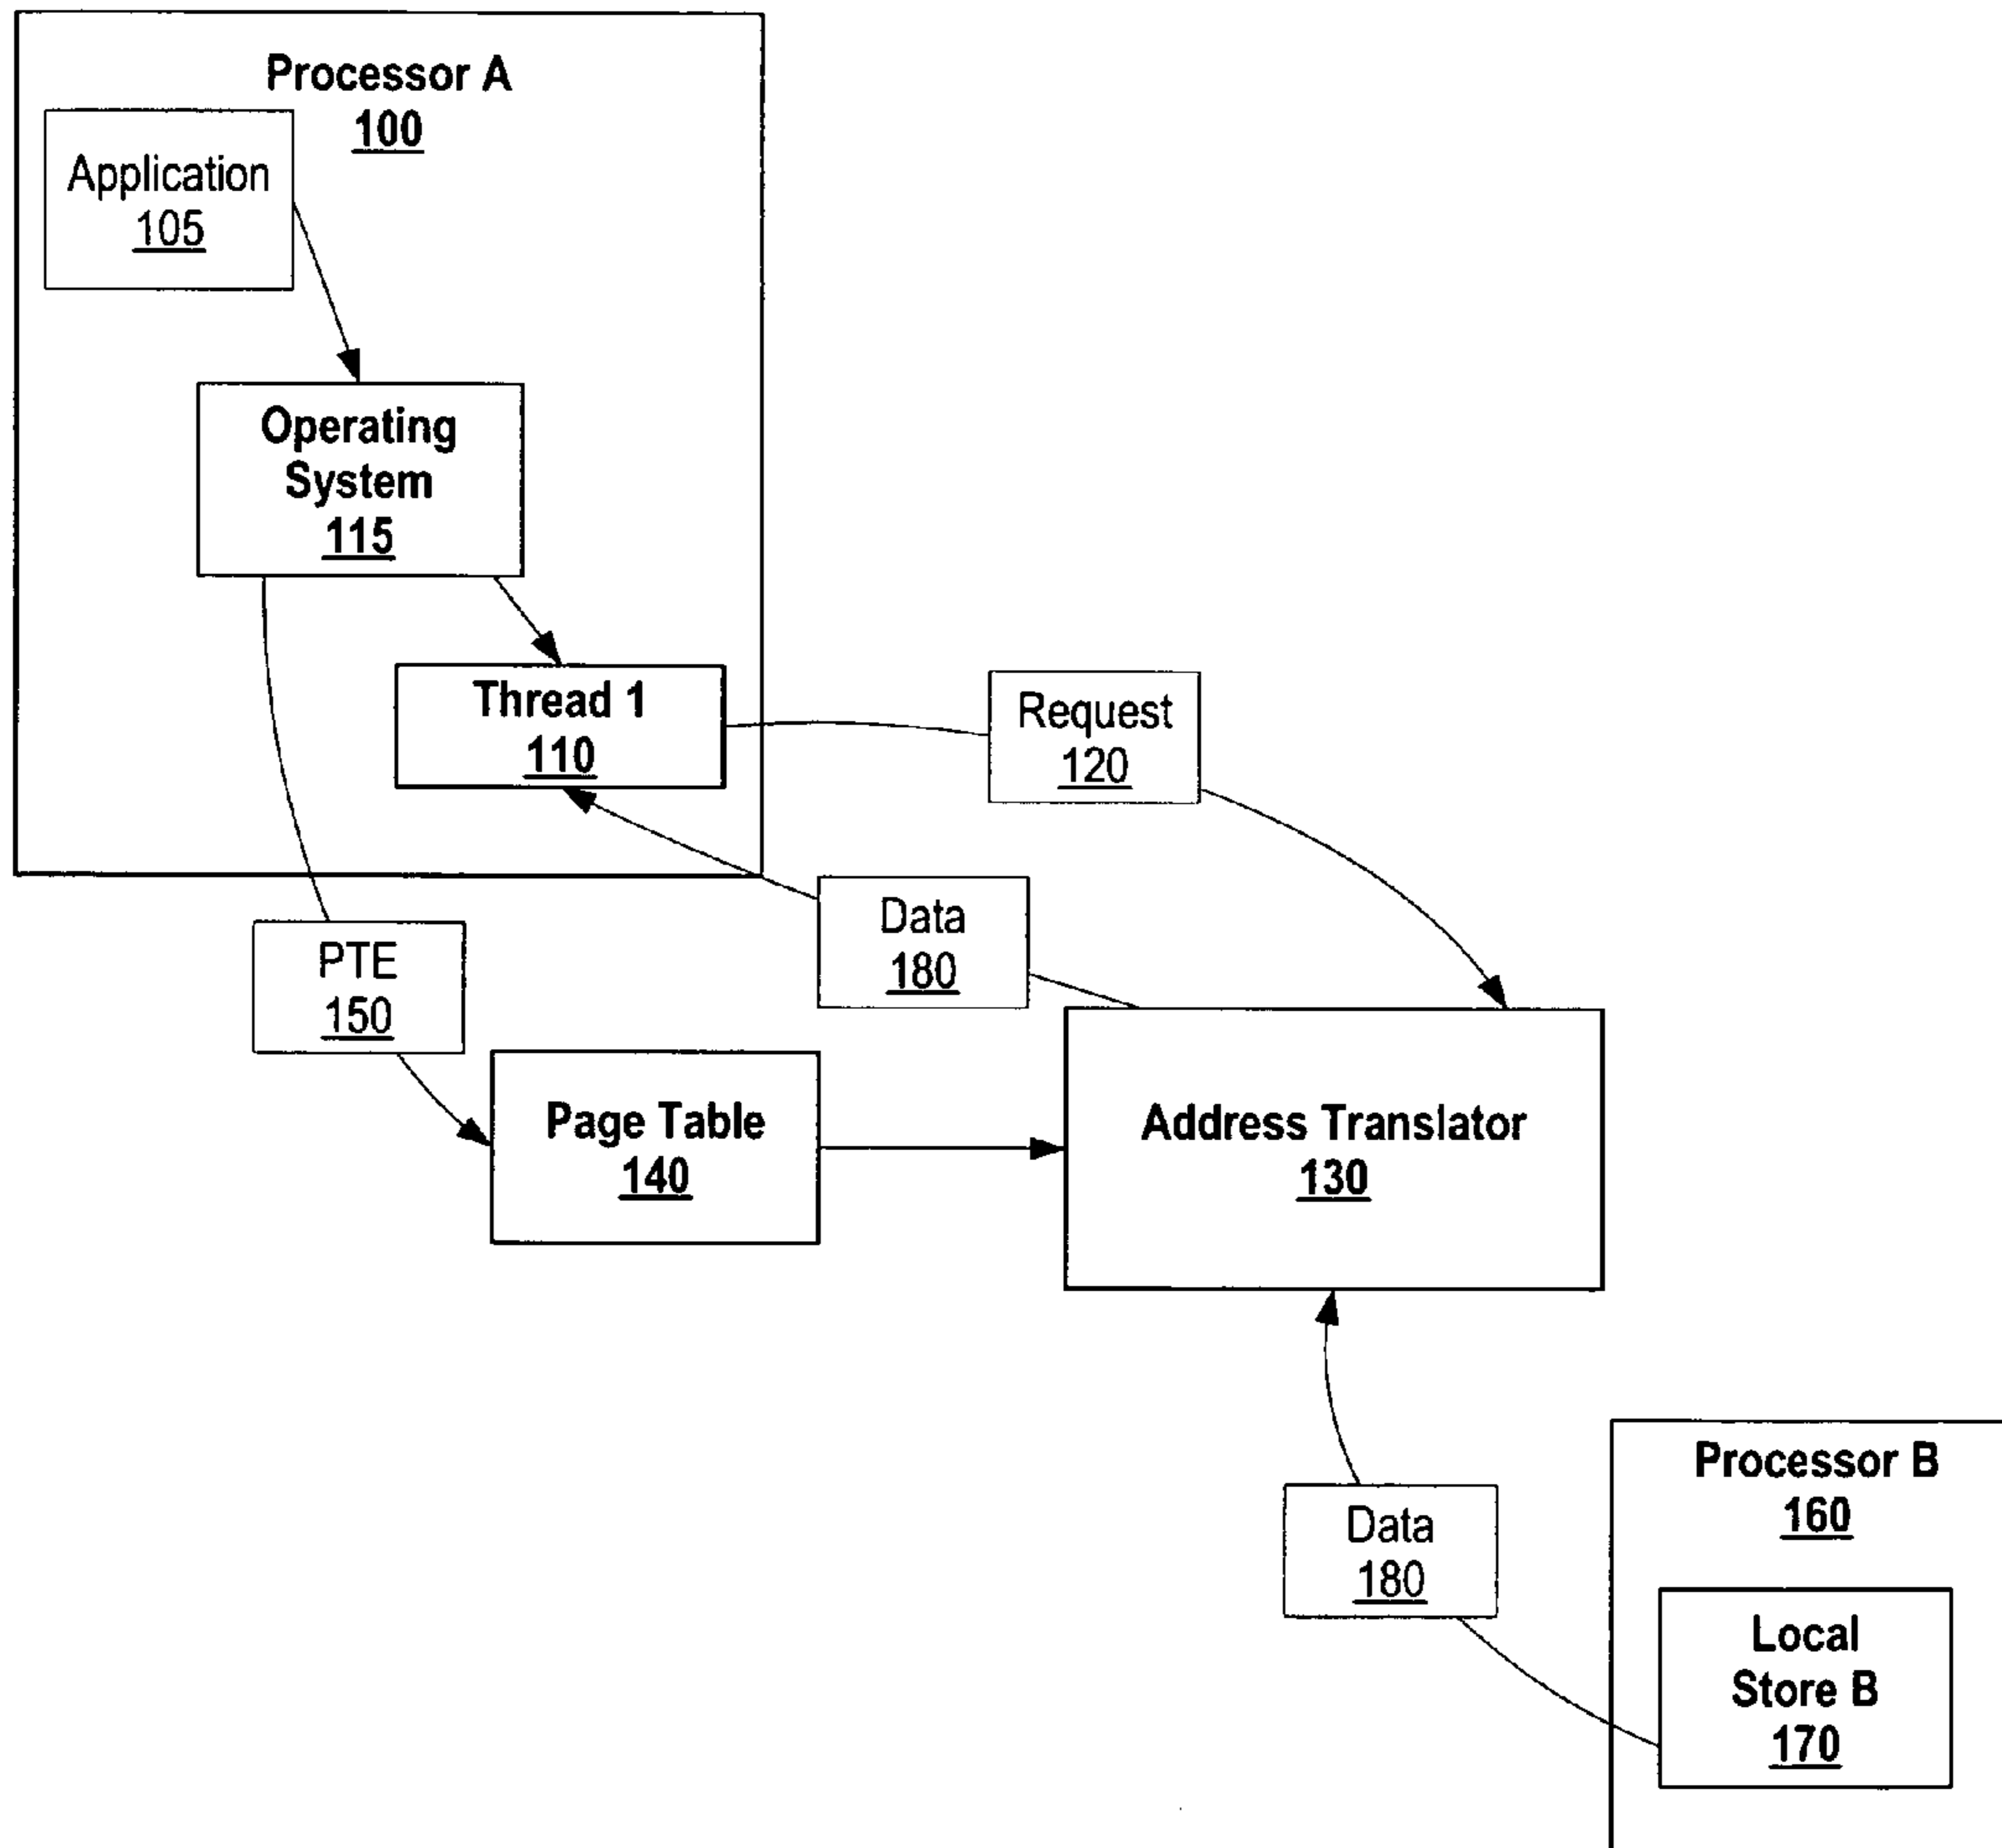 Processor A
100
Application
105
Operating
System
115
Thread 1
110
Request
120
Data
180
PTE
150
Page Table
140
Address Translator
130
Data
180
Processor B
160
Local
Store B
170